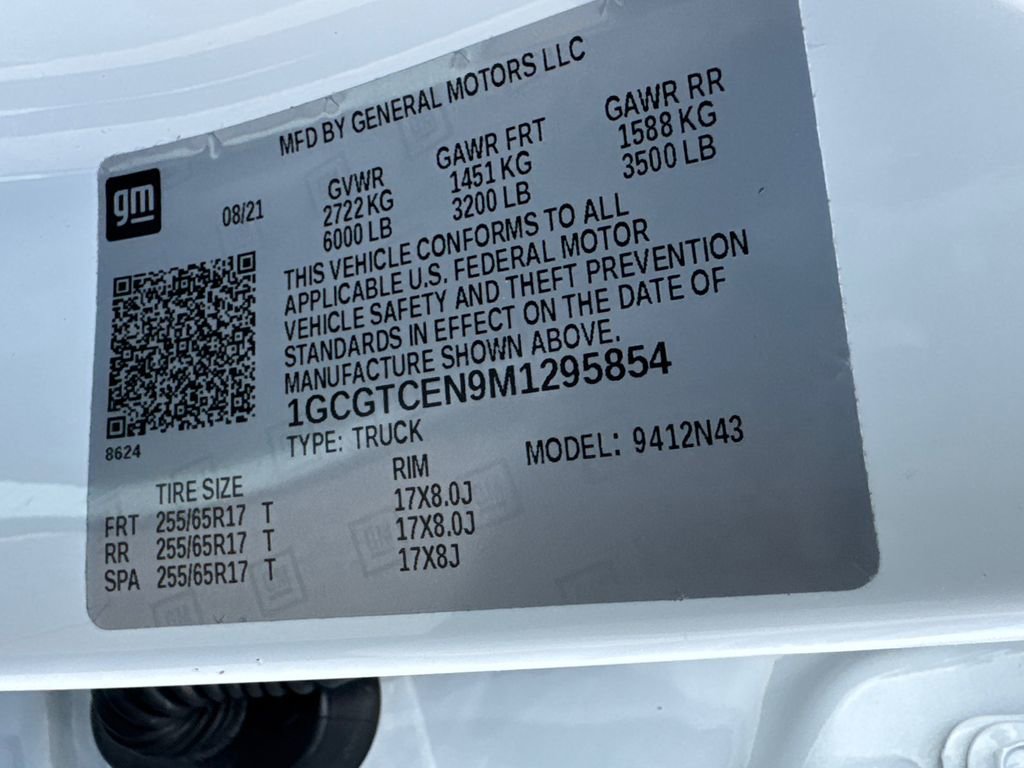 MFD BY GENERAL MOTORS LLC
gm
08/21
GVWR GAWR FRT GAWR RR
2722 KG 1451 KG 1588 KG
6000 LB 3200 LB 3500 LB
THIS VEHICLE CONFORMS TO ALL
APPLICABLE U.S. FEDERAL MOTOR
VEHICLE SAFETY AND THEFT PREVENTION
STANDARDS IN EFFECT ON THE DATE OF
MANUFACTURE SHOWN ABOVE.
1GCGTCEN9M1295854
8624
TYPE: TRUCK MODEL: 9412N43
TIRE SIZE RIM
FRT 255/65R17 T 17X8.0J
RR 255/65R17 T 17X8.0J
SPA 255/65R17 T 17X8J